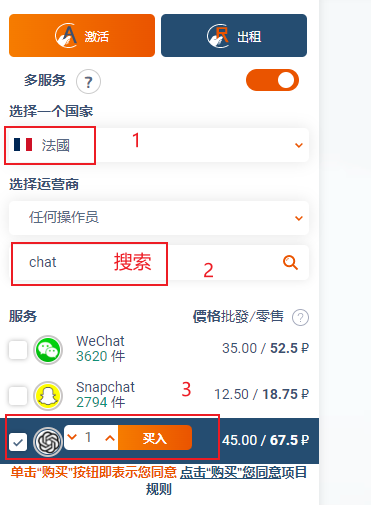 激活
出租
多服务 ?
选择一个国家
法國
1
选择运营商
任何操作员
chat 搜索
2
服务 價格批發/零售 ?
WeChat
3620 件 35.00 / 52.5 ₽
Snapchat
2794 件 12.50 / 18.75 ₽
3
1 买入 45.00 / 67.5 ₽
单击“购买”按钮即表示您同意 点击“购买”您同意项目
规则